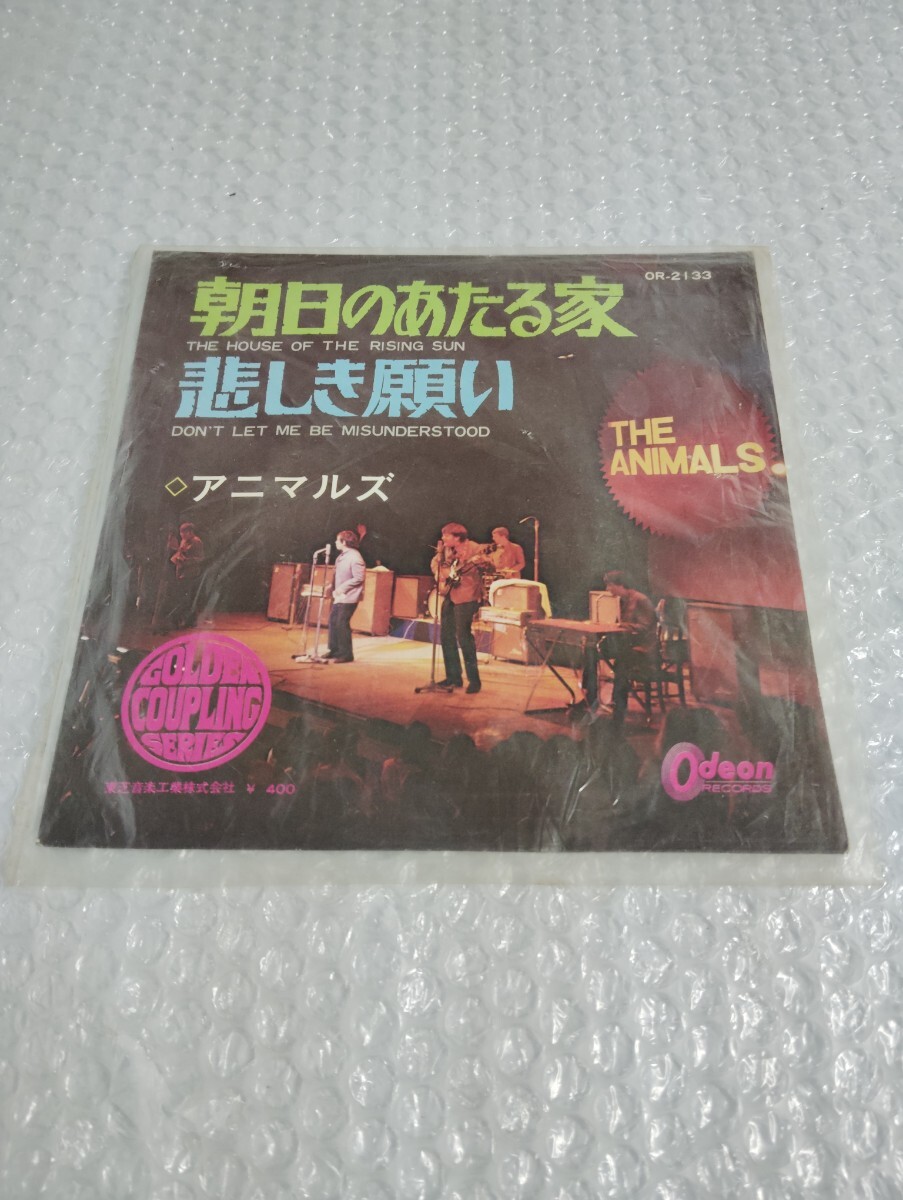 OR-2133
朝日のあたる家
THE HOUSE OF THE RISING SUN
悲しき願い
DON'T LET ME BE MISUNDERSTOOD
THE
ANIMALS.
◇アニマルズ
GOLDEN
COUPLING
SERIES
東芝音楽工業株式会社 ¥ 400
Odeon
RECORDS